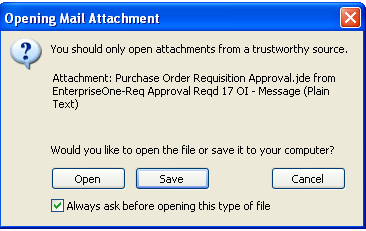 Opening Mail Attachment
You should only open attachments from a trustworthy source.
Attachment: Purchase Order Requisition Approval.jde from
EnterpriseOne-Req Approval Reqd 17 OI - Message (Plain
Text)
Would you like to open the file or save it to your computer?
Open Save Cancel
Always ask before opening this type of file